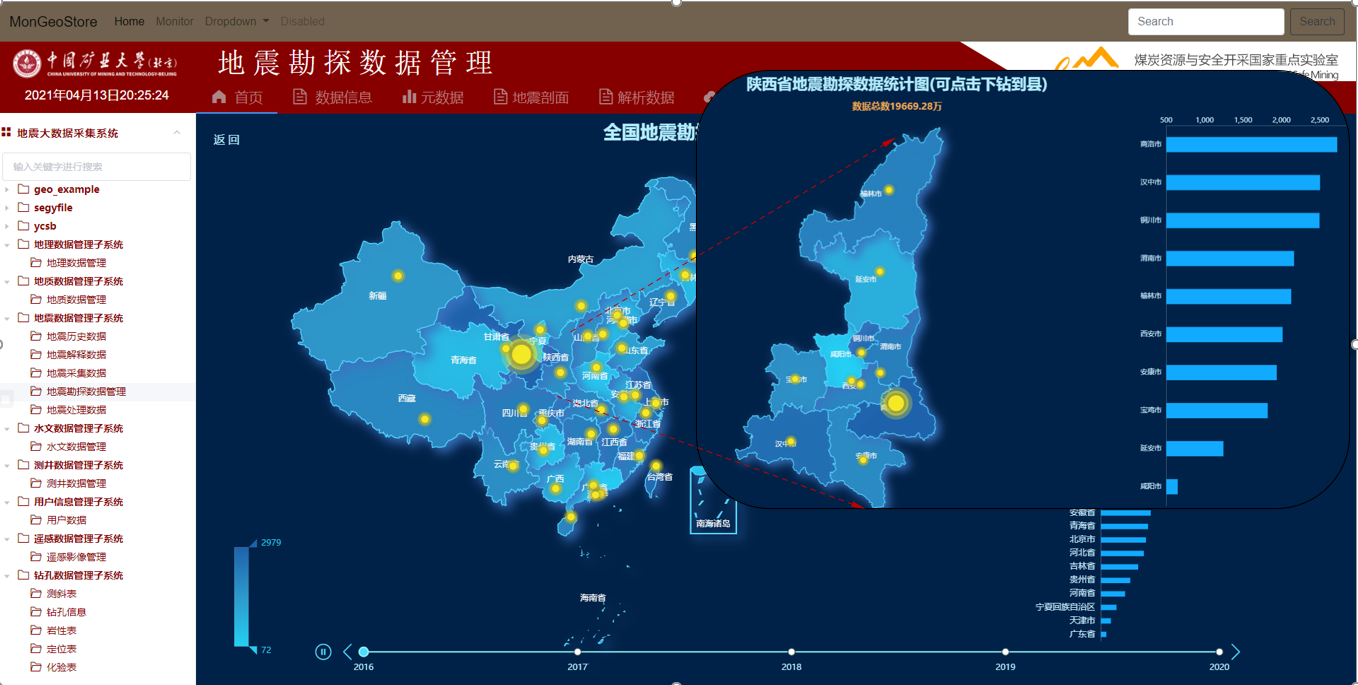 MonGeoStore Home Monitor Dropdown Disabled Search Search
中国矿业大学(北京)
CHINA UNIVERSITY OF MINING AND TECHNOLOGY-BEIJING
地震勘探数据管理
煤炭资源与安全开采国家重点实验室
fe Mining
2021年04月13日20:25:24
首页 数据信息 元数据 地震剖面 解析数据
地震大数据采集系统
输入关键字进行搜索
geo_example
segyfile
ycsb
地理数据管理子系统
地理数据管理
地质数据管理子系统
地质数据管理
地震数据管理子系统
地震历史数据
地震解释数据
地震采集数据
地震勘探数据管理
地震处理数据
水文数据管理子系统
水文数据管理
测井数据管理子系统
测井数据管理
用户信息管理子系统
用户数据
遥感数据管理子系统
遥感影像管理
钻孔数据管理子系统
测斜表
钻孔信息
岩性表
定位表
化验表
返回
全国地震勘
内蒙古
新疆
辽宁省
北京市
甘肃省
宁夏
青海省
陕西省
山东省
河南省
西藏
江苏省
四川省
重庆市
湖北省
上海市
浙江省
湖南省
江西省
贵州省
福建
云南
广西
台湾省
南海诸岛
海南省
2979
72
2016 2017 2018 2019 2020
陕西省地震勘探数据统计图(可点击下钻到县)
数据总数19669.28万
榆林市
延安市
铜川市
渭南市
咸阳市
宝鸡市
西安
汉中
安康市
500 1,000 1,500 2,000 2,500
商洛市
汉中市
铜川市
渭南市
榆林市
西安市
安康市
宝鸡市
延安市
咸阳市
安徽省
青海省
北京市
河北省
吉林省
贵州省
河南省
宁夏回族自治区
天津市
广东省